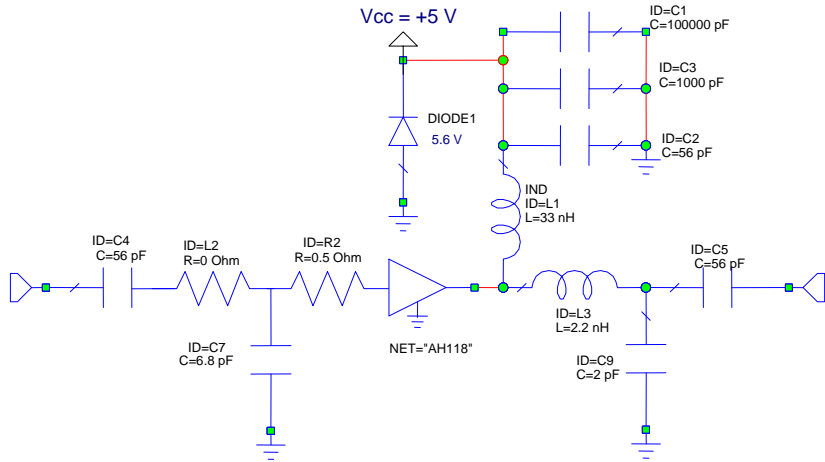 Vcc = +5 V
ID=C1
C=100000 pF
ID=C3
C=1000 pF
DIODE1
5.6 V
ID=C2
C=56 pF
IND
ID=L1
L=33 nH
ID=C4
C=56 pF
ID=L2
R=0 Ohm
ID=R2
R=0.5 Ohm
ID=C5
C=56 pF
ID=L3
L=2.2 nH
ID=C7
C=6.8 pF
NET="AH118"
ID=C9
C=2 pF